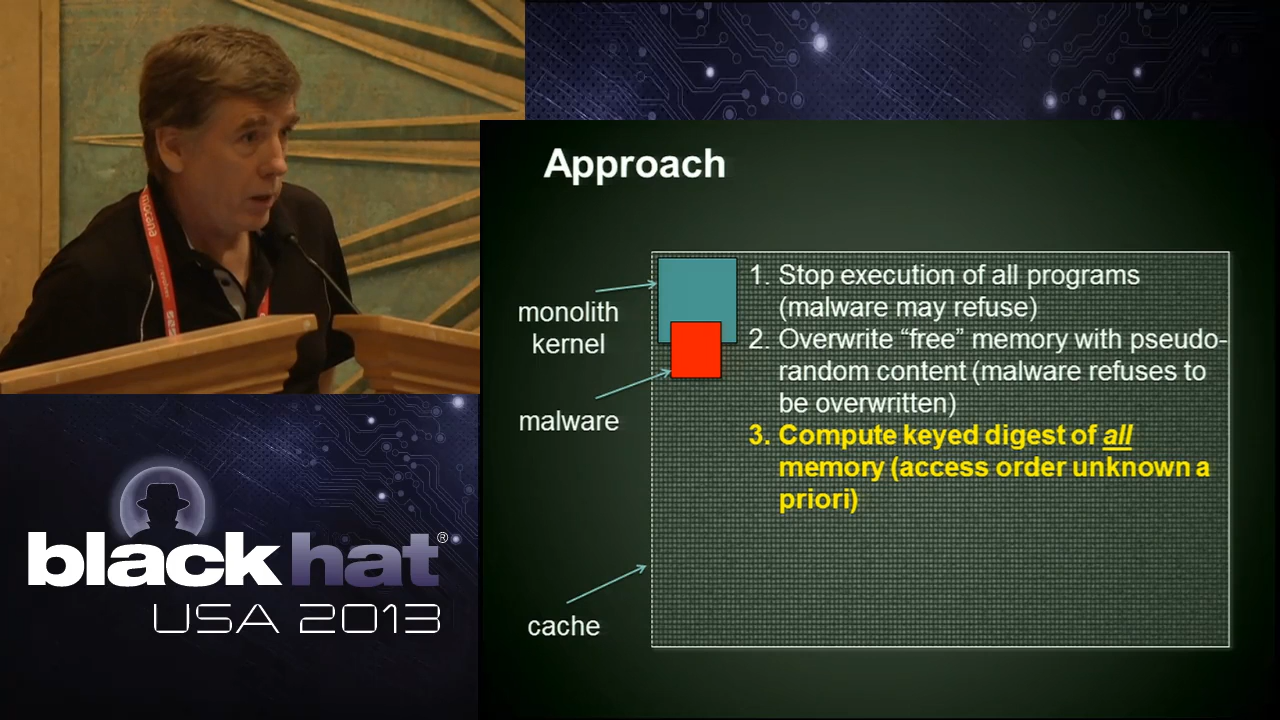 mocana
Approach
monolith
kernel
malware
cache
1. Stop execution of all programs
(malware may refuse)
2. Overwrite “free” memory with pseudo-
random content (malware refuses to
be overwritten)
3. Compute keyed digest of all
memory (access order unknown a
priori)
black hat®
USA 2013